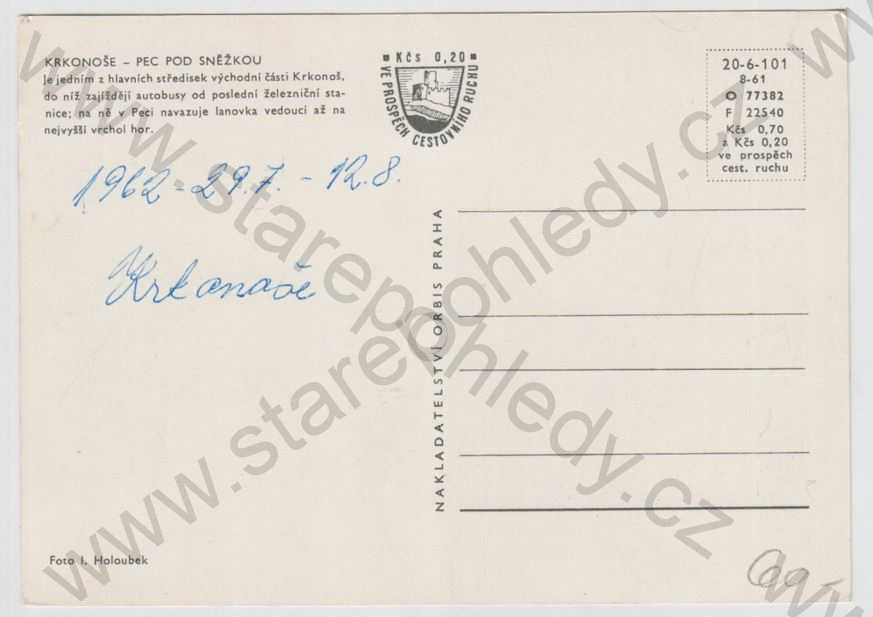 KRKONOŠE – PEC POD SNĚŽKOU
Je jedním z hlavních středisek východní části Krkonoš,
do níž zajíždějí autobusy od poslední železniční sta-
nice; na ně v Peci navazuje lanovka vedoucí až na
nejvyšší vrchol hor.
Kčs 0,20
VE PROSPĚCH CESTOVNÍHO RUCHU
20-6-101
8-61
O 77382
F 22540
Kčs 0,70
a Kčs 0,20
ve prospěch
cest. ruchu
1962 - 29.7. - 12.8.
Krkonoše
NAKLADATELSTVÍ ORBIS PRAHA
Foto I. Holoubek
60,-
www.starepohledy.cz
www.starepohledy.cz